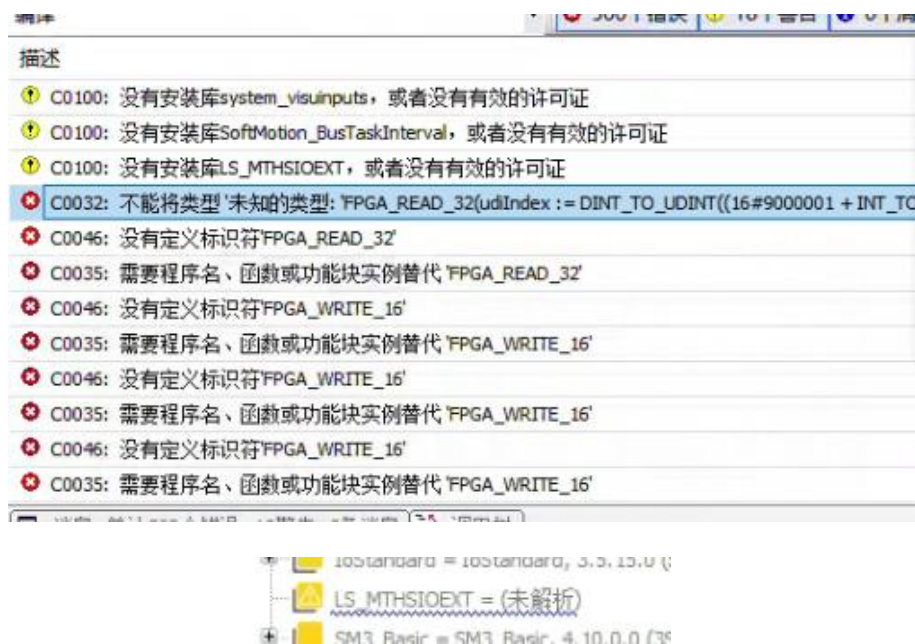 描述
C0100: 没有安装库system_visuinputs，或者没有有效的许可证
C0100: 没有安装库SoftMotion_BusTaskInterval，或者没有有效的许可证
C0100: 没有安装库LS_MTHSIOEXT，或者没有有效的许可证
C0032: 不能将类型'未知的类型: 'FPGA_READ_32(udiIndex := DINT_TO_UDINT((16#9000001 + INT_TO
C0046: 没有定义标识符'FPGA_READ_32'
C0035: 需要程序名、函数或功能块实例替代 'FPGA_READ_32'
C0046: 没有定义标识符'FPGA_WRITE_16'
C0035: 需要程序名、函数或功能块实例替代 'FPGA_WRITE_16'
C0046: 没有定义标识符'FPGA_WRITE_16'
C0035: 需要程序名、函数或功能块实例替代 'FPGA_WRITE_16'
C0046: 没有定义标识符'FPGA_WRITE_16'
C0035: 需要程序名、函数或功能块实例替代 'FPGA_WRITE_16'
IoStandard = IoStandard, 3.5.15.0
LS_MTHSIOEXT = (未解析)
SM3_Basic = SM3_Basic, 4.10.0.0 (3S